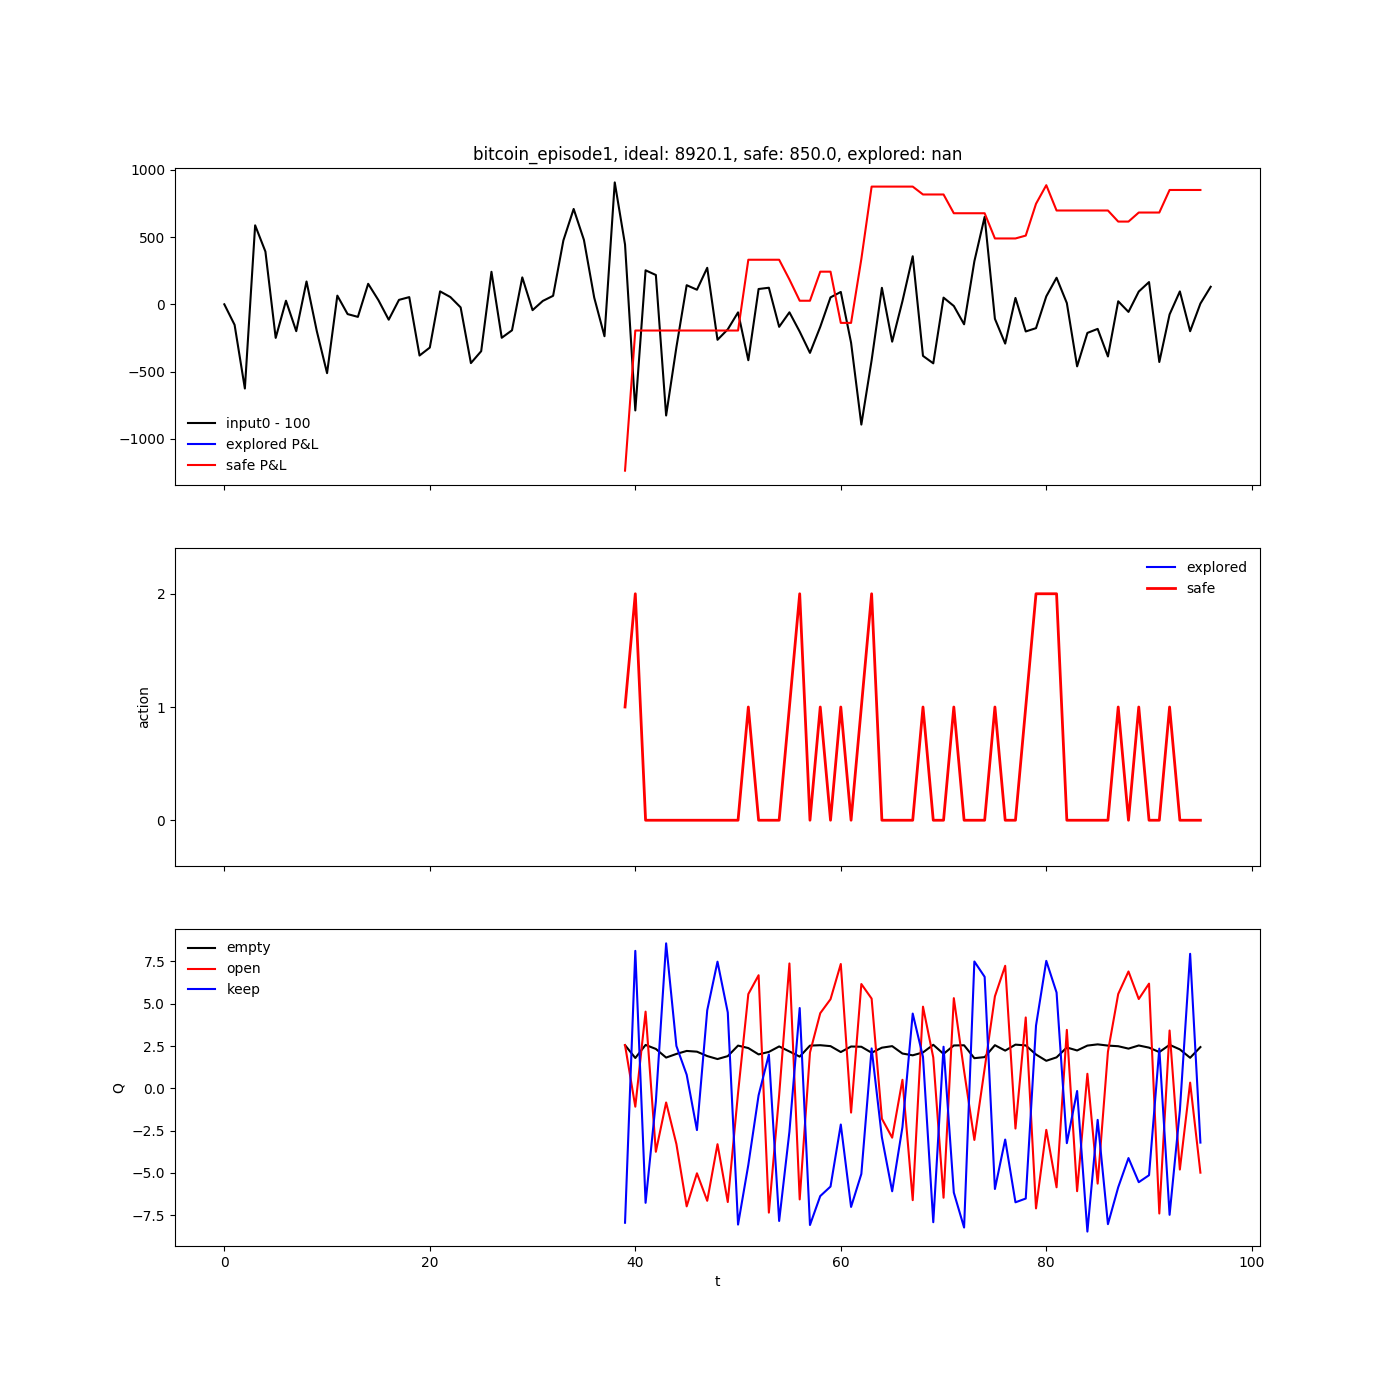 bitcoin_episode1, ideal: 8920.1, safe: 850.0, explored: nan
1000
500
0
−500
−1000
input0 - 100
explored P&L
safe P&L
action
2
1
0
explored
safe
Q
7.5
5.0
2.5
0.0
−2.5
−5.0
−7.5
empty
open
keep
0 20 40 60 80 100
t